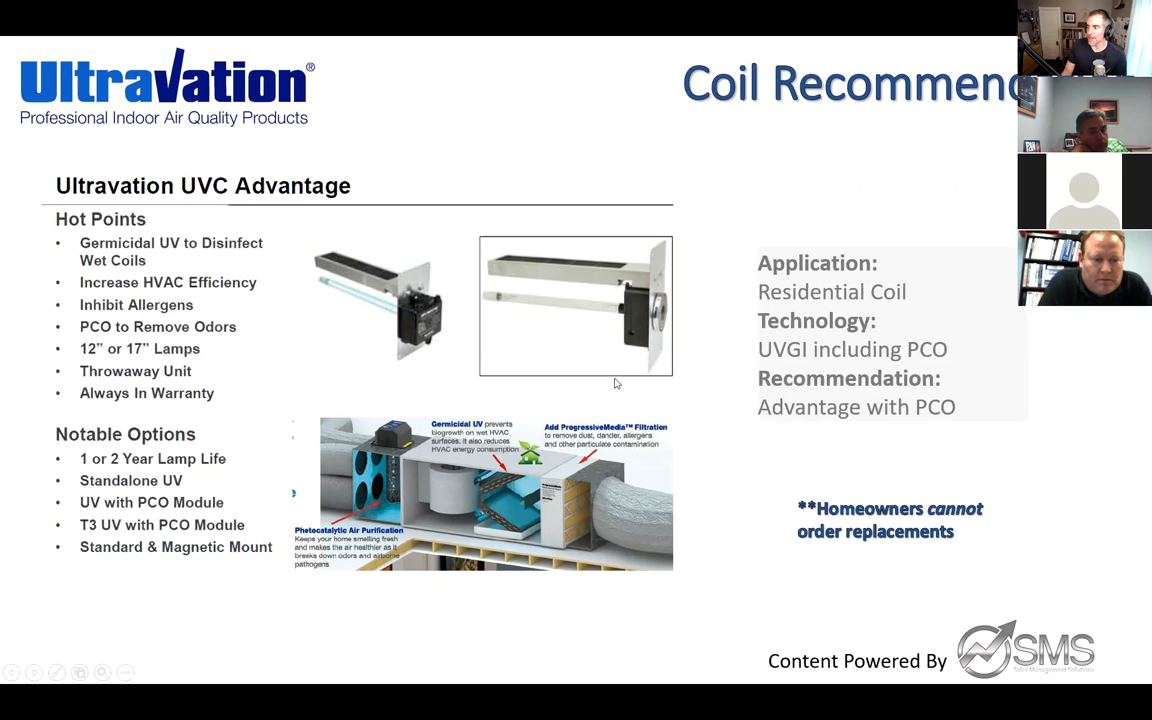 Ultravation®
Professional Indoor Air Quality Products
Coil Recommend
Ultravation UVC Advantage
Hot Points
• Germicidal UV to Disinfect
Wet Coils
• Increase HVAC Efficiency
• Inhibit Allergens
• PCO to Remove Odors
• 12” or 17” Lamps
• Throwaway Unit
• Always In Warranty
Notable Options
• 1 or 2 Year Lamp Life
• Standalone UV
• UV with PCO Module
• T3 UV with PCO Module
• Standard & Magnetic Mount
Germicidal UV prevents
biogrowth on wet HVAC
surfaces. It also reduces
HVAC energy consumption
Add ProgressiveMedia™ Filtration
to remove dust, dander, allergens
and other particulate contamination
Photocatalytic Air Purification
Keeps your home smelling fresh
and makes the air healthier as it
breaks down odors and airborne
pathogens
Application:
Residential Coil
Technology:
UVGI including PCO
Recommendation:
Advantage with PCO
**Homeowners cannot
order replacements
Content Powered By
SMS
Sales Management Solutions